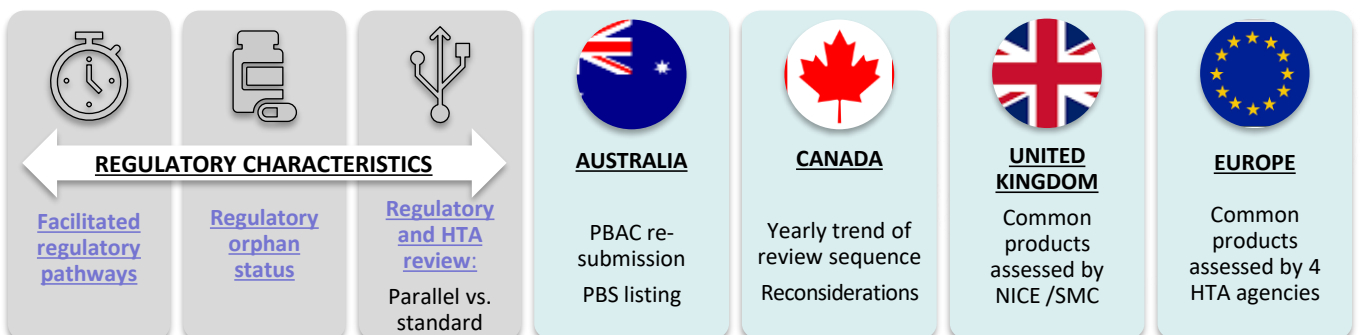 REGULATORY CHARACTERISTICS
Facilitated
regulatory
pathways
Regulatory
orphan
status
Regulatory
and HTA
review:
Parallel vs.
standard
AUSTRALIA
PBAC re-
submission
PBS listing
CANADA
Yearly trend of
review sequence
Reconsiderations
UNITED
KINGDOM
Common
products
assessed by
NICE /SMC
EUROPE
Common
products
assessed by 4
HTA agencies